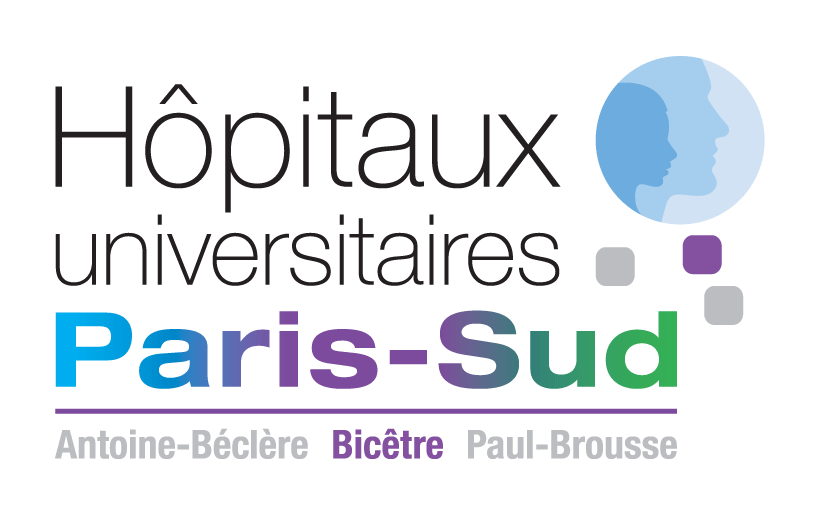 Hôpitaux
universitaires
Paris-Sud
Antoine-Béclère Bicêtre Paul-Brousse